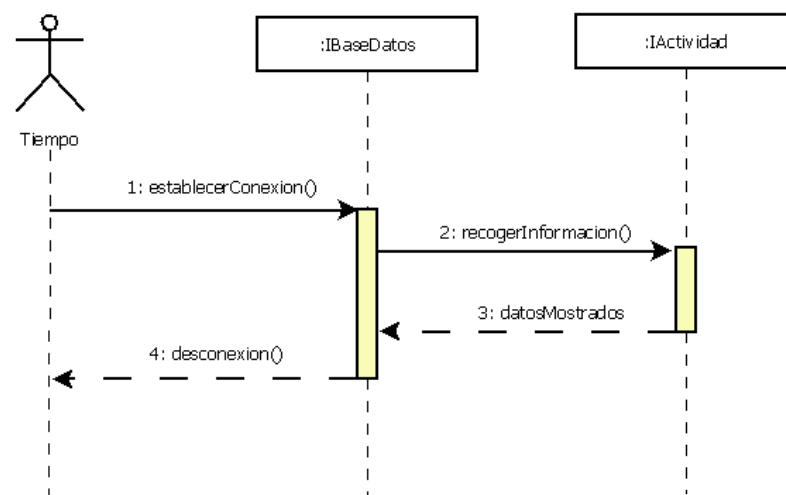 :IBaseDatos
:IActividad
Tiempo
1: establecerConexion()
2: recogerInformacion()
3: datosMostrados
4: desconexion()